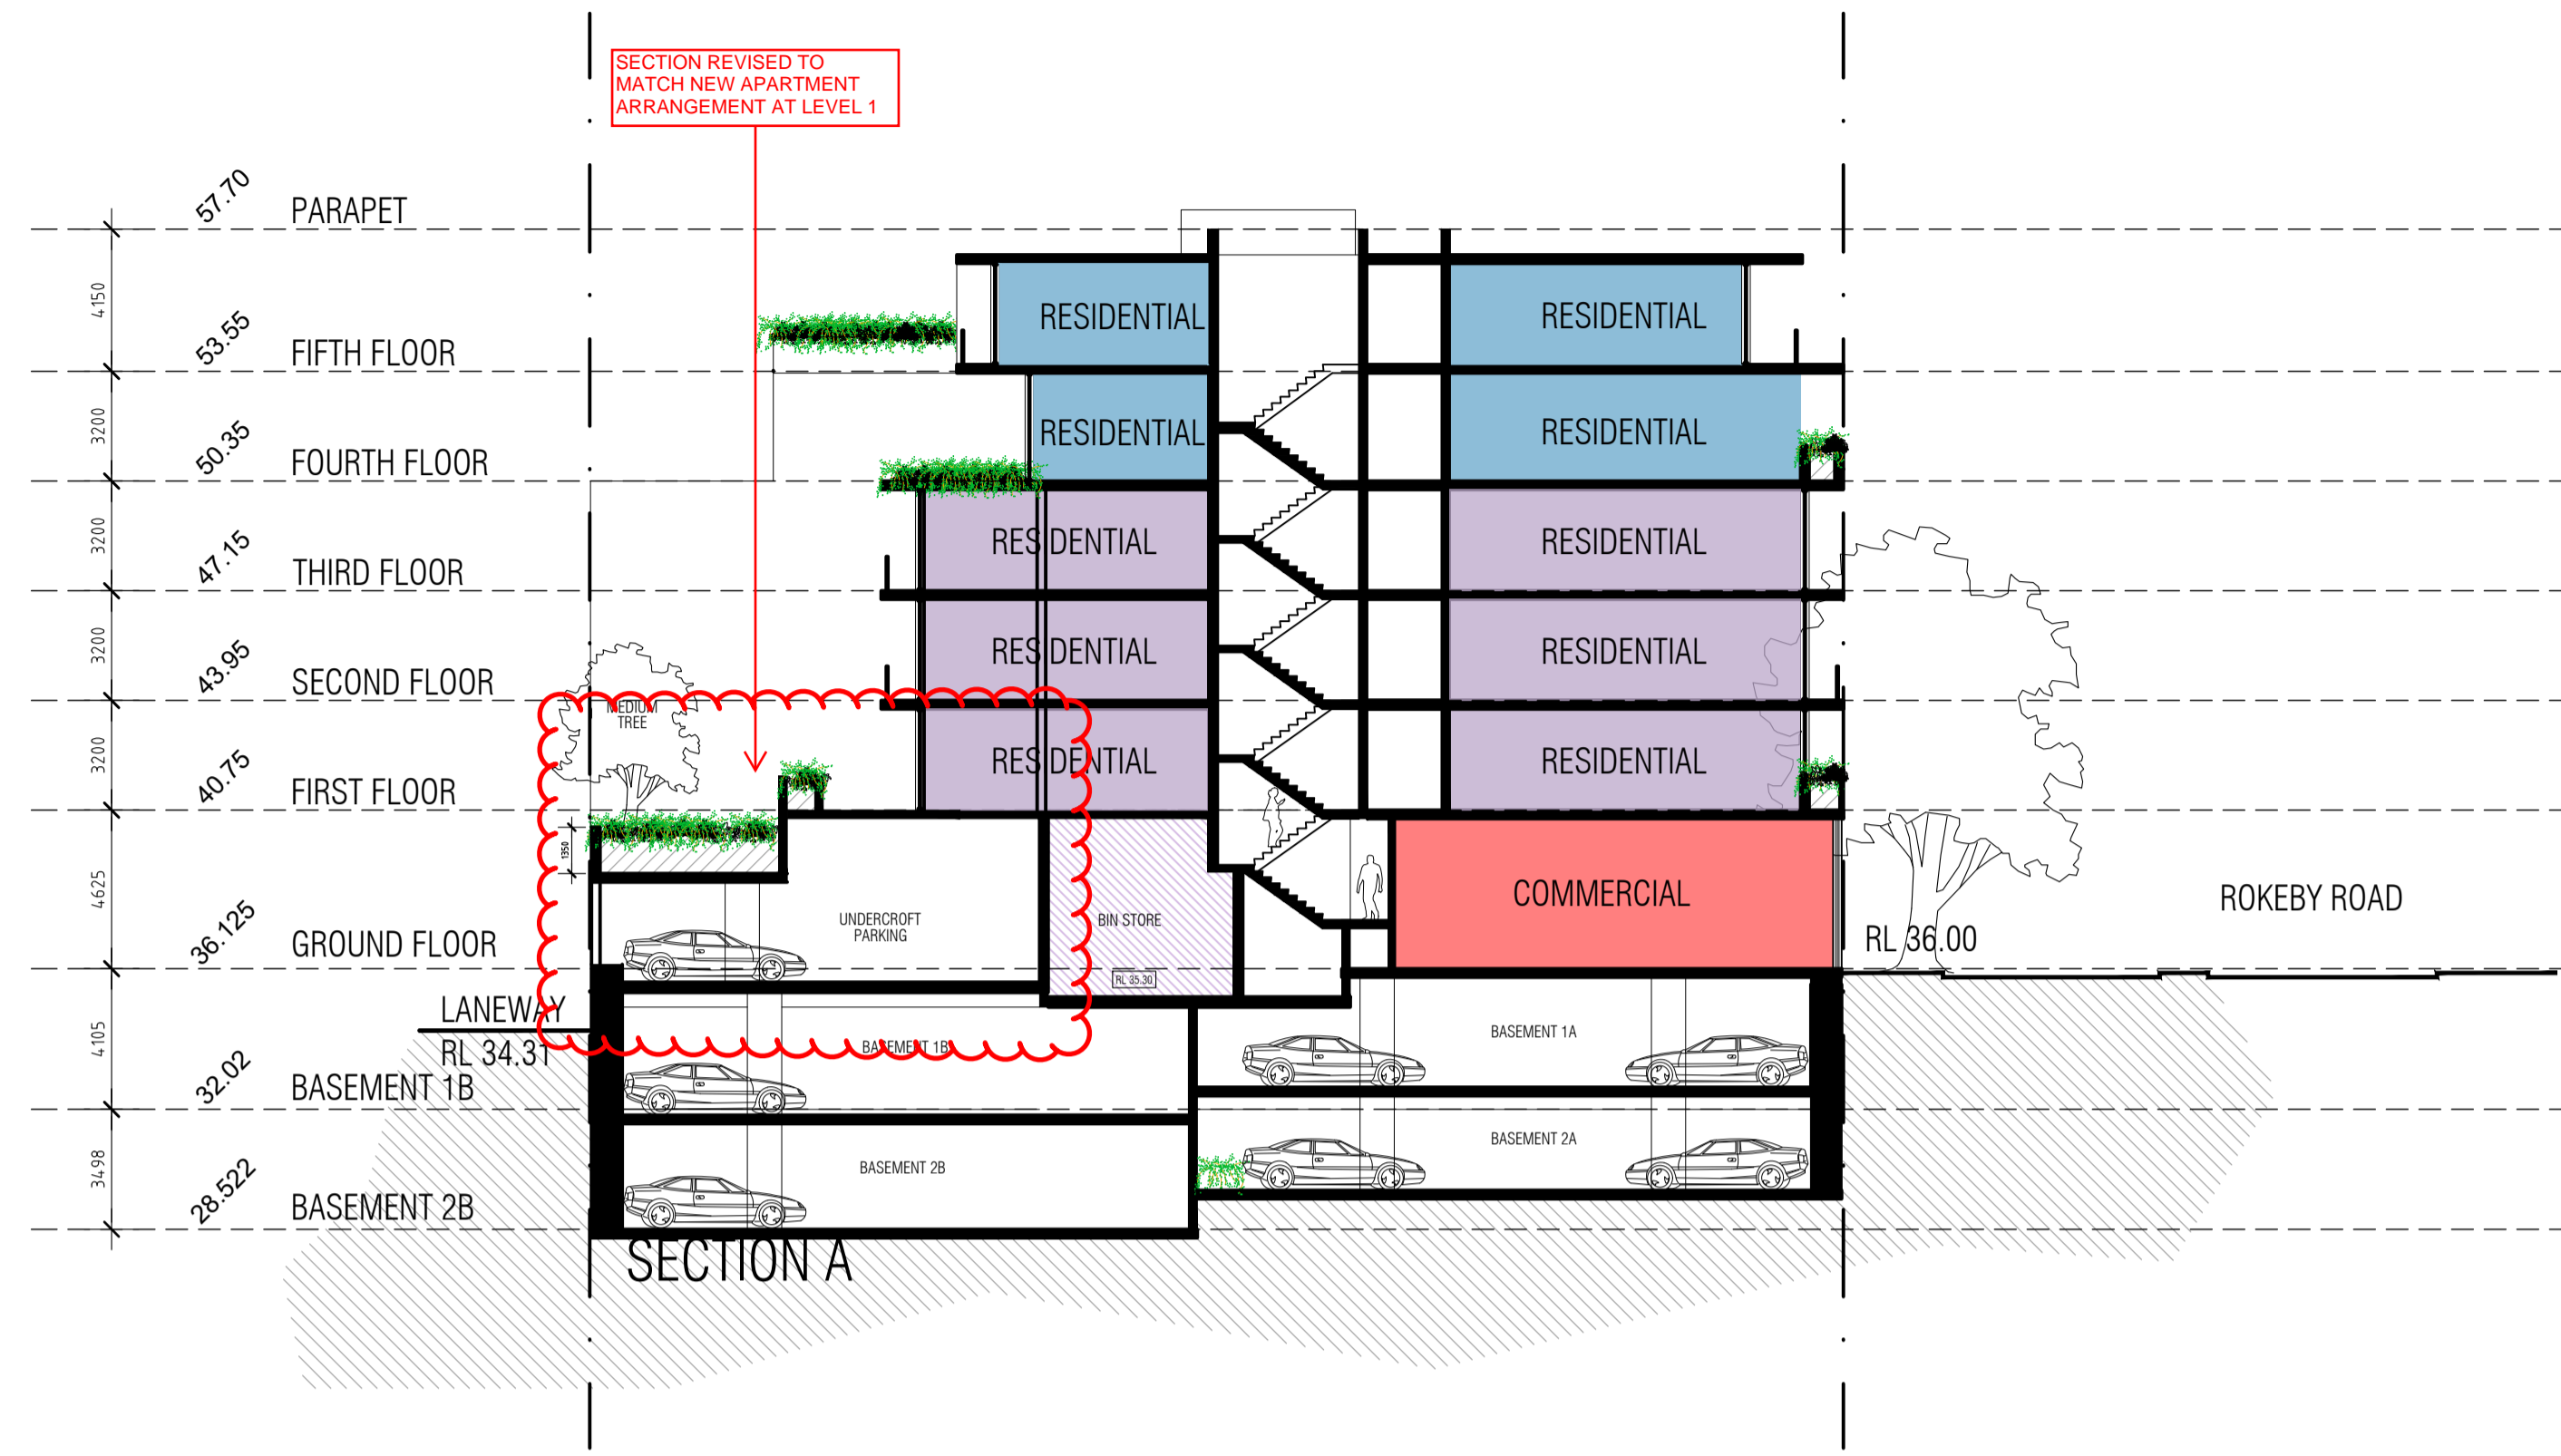 SECTION REVISED TO
MATCH NEW APARTMENT
ARRANGEMENT AT LEVEL 1
57.70 PARAPET
4150
RESIDENTIAL RESIDENTIAL
53.55 FIFTH FLOOR
3200
RESIDENTIAL RESIDENTIAL
50.35 FOURTH FLOOR
3200
RESIDENTIAL RESIDENTIAL
47.15 THIRD FLOOR
3200
RESIDENTIAL RESIDENTIAL
43.95 SECOND FLOOR
MEDIUM
TREE
3200
RESIDENTIAL RESIDENTIAL
40.75 FIRST FLOOR
1350
4625
COMMERCIAL
ROKEBY ROAD
UNDERCROFT
PARKING
BIN STORE
36.125 GROUND FLOOR
RL 36.00
RL 35.30
LANEWAY
RL 34.31
4105
BASEMENT 1B
BASEMENT 1A
32.02 BASEMENT 1B
3498
BASEMENT 2B
BASEMENT 2A
28.522 BASEMENT 2B
SECTION A